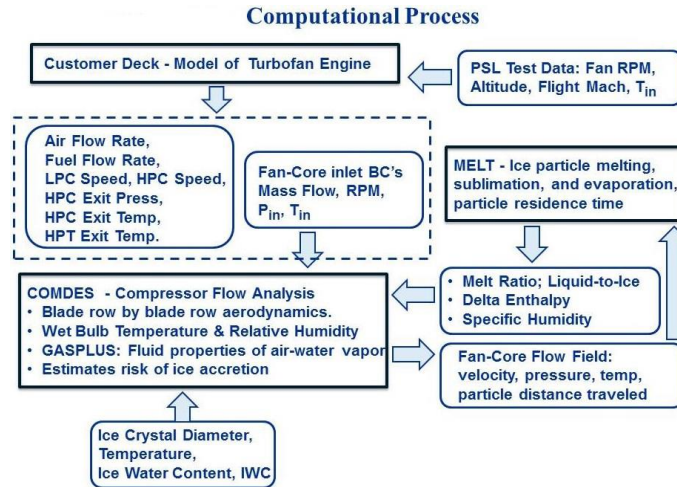 Computational Process
Customer Deck - Model of Turbofan Engine
PSL Test Data: Fan RPM,
Altitude, Flight Mach, Tin
Air Flow Rate,
Fuel Flow Rate,
LPC Speed, HPC Speed,
HPC Exit Press,
HPC Exit Temp,
HPT Exit Temp.
Fan-Core inlet BC's
Mass Flow, RPM,
Pin, Tin
MELT - Ice particle melting,
sublimation, and evaporation,
particle residence time
COMDES - Compressor Flow Analysis
• Blade row by blade row aerodynamics.
• Wet Bulb Temperature & Relative Humidity
• GASPLUS: Fluid properties of air-water vapor
• Estimates risk of ice accretion
• Melt Ratio; Liquid-to-Ice
• Delta Enthalpy
• Specific Humidity
Fan-Core Flow Field:
velocity, pressure, temp,
particle distance traveled
Ice Crystal Diameter,
Temperature,
Ice Water Content, IWC